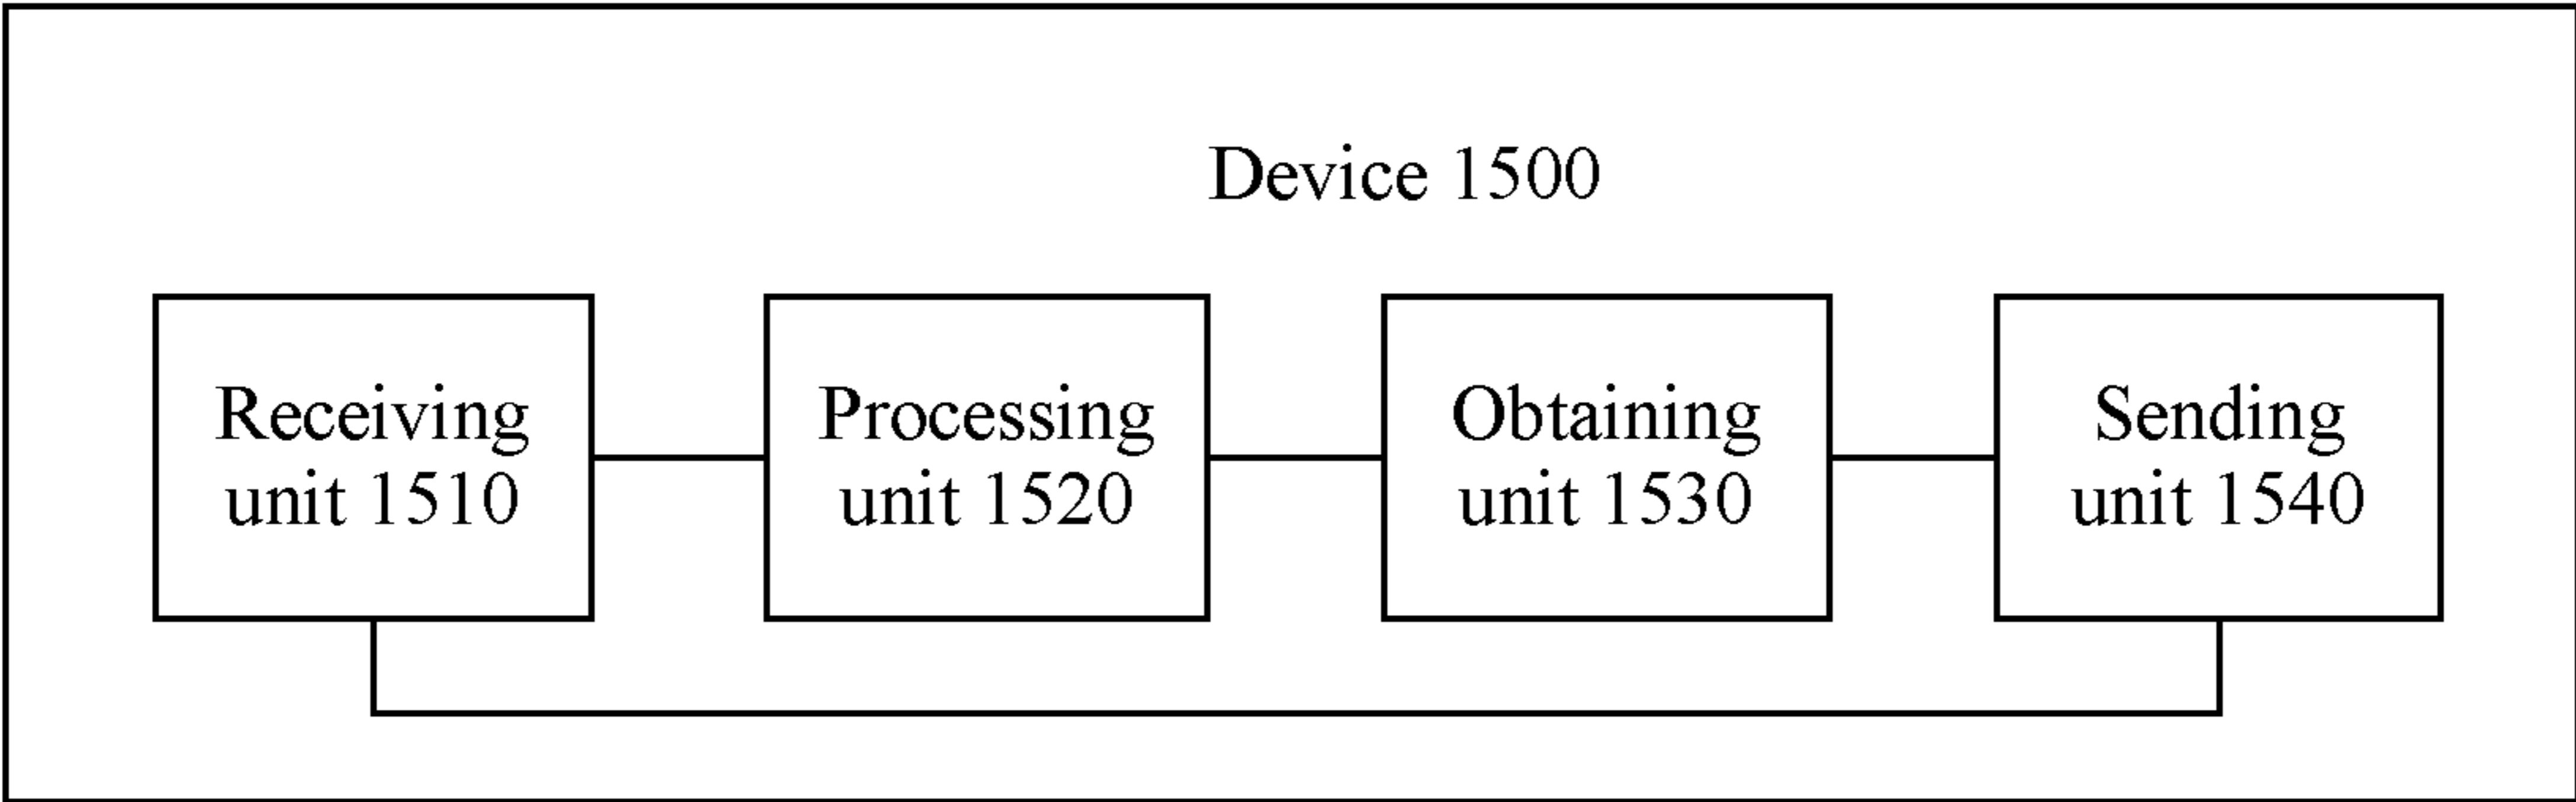 Device 1500
Receiving
unit 1510
Processing
unit 1520
Obtaining
unit 1530
Sending
unit 1540